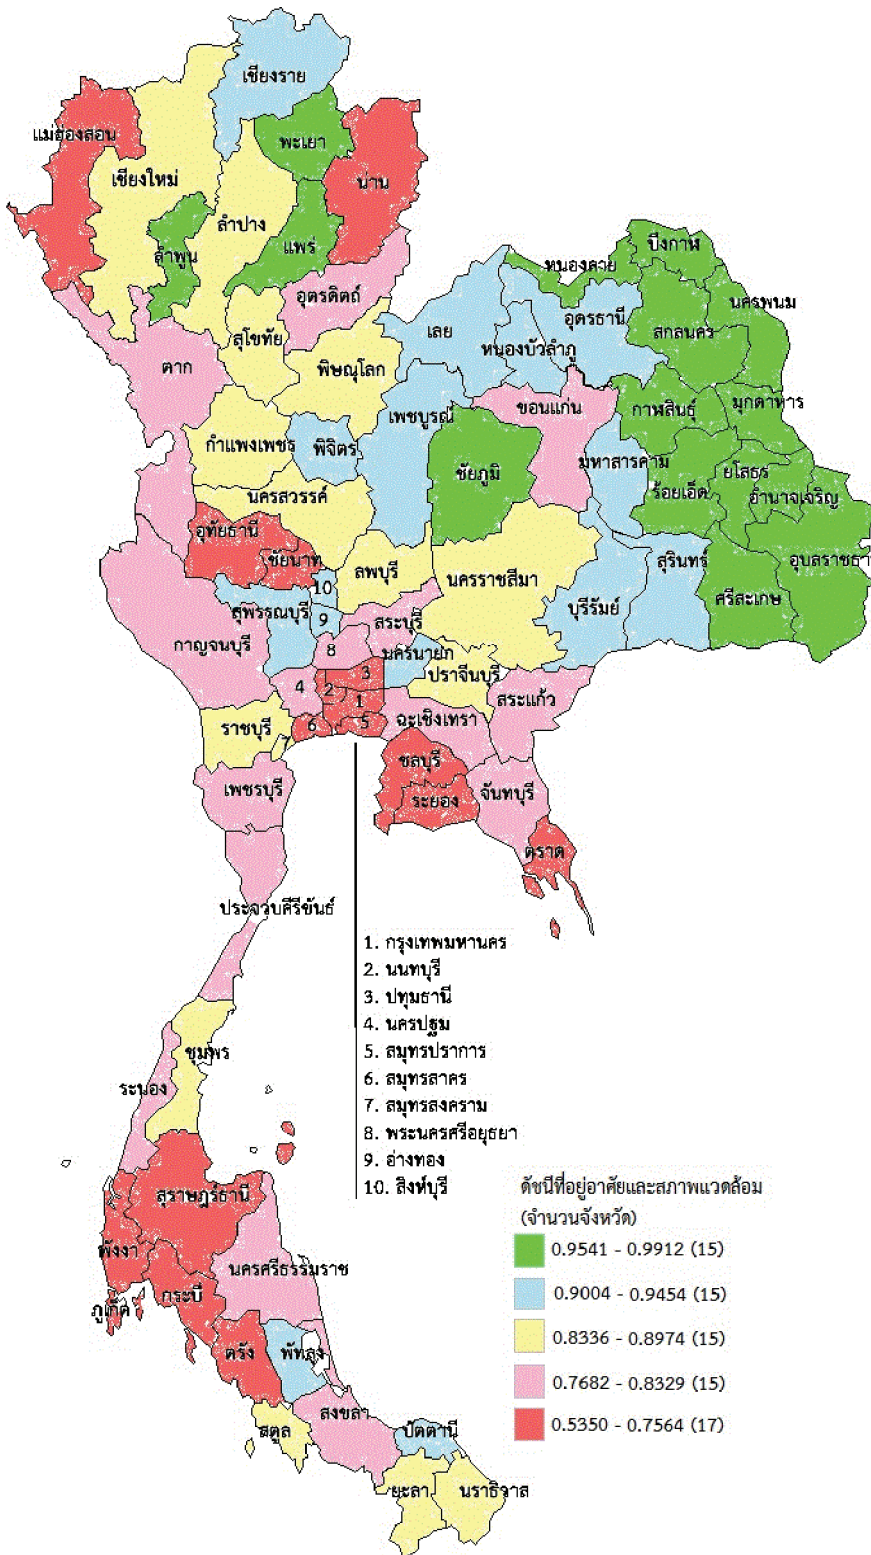 เชียงราย
แม่ฮ่องสอน
พะเยา
เชียงใหม่
น่าน
ลำปาง
แพร่
ลำพูน
บึงกาฬ
หนองคาย
อุตรดิตถ์
นครพนม
อุดรธานี
เลย
สกลนคร
สุโขทัย
หนองบัวลำภู
ตาก
พิษณุโลก
ขอนแก่น
กาฬสินธุ์
มุกดาหาร
เพชบูรณ์
กำแพงเพชร
พิจิตร
มหาสารคาม
ชัยภูมิ
ยโสธร
ร้อยเอ็ด
อำนาจเจริญ
นครสวรรค์
อุทัยธานี
ชัยนาท
ลพบุรี
นครราชสีมา
สุรินทร์
อุบลราชธา
10
สุพรรณบุรี
9
สระบุรี
บุรีรัมย์
ศรีสะเกษ
กาญจนบุรี
8
นครนายก
3
ปราจีนบุรี
4
2
1
สระแก้ว
ราชบุรี
6
5
ฉะเชิงเทรา
7
ชลบุรี
เพชรบุรี
ระยอง
จันทบุรี
ตราด
ประจวบคีรีขันธ์
1. กรุงเทพมหานคร
2. นนทบุรี
3. ปทุมธานี
4. นครปฐม
5. สมุทรปราการ
6. สมุทรสาคร
7. สมุทรสงคราม
8. พระนครศรีอยุธยา
9. อ่างทอง
10. สิงห์บุรี
ชุมพร
ระนอง
สุราษฎร์ธานี
พังงา
นครศรีธรรมราช
กระบี่
ภูเก็ต
ตรัง
พัทลุง
สงขลา
สตูล
ปัตตานี
ยะลา
นราธิวาส
ดัชนีที่อยู่อาศัยและสภาพแวดล้อม
(จำนวนจังหวัด)
0.9541 - 0.9912 (15)
0.9004 - 0.9454 (15)
0.8336 - 0.8974 (15)
0.7682 - 0.8329 (15)
0.5350 - 0.7564 (17)